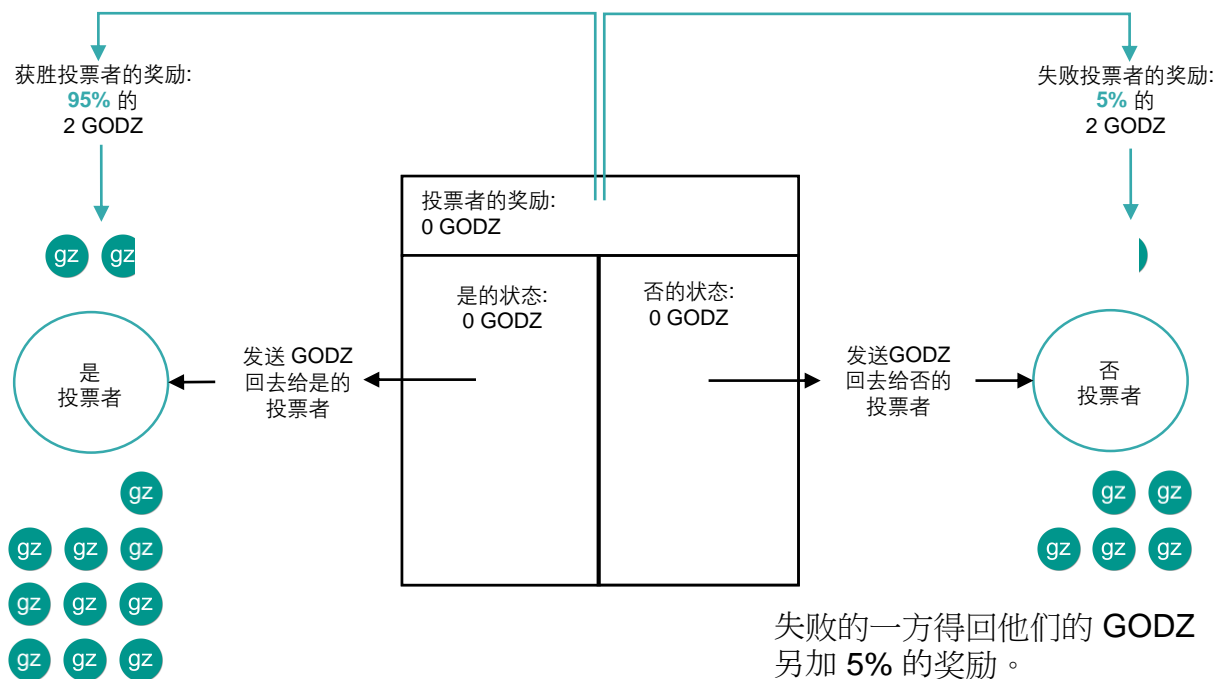 获胜投票者的奖励:
95% 的
2 GODZ
失败投票者的奖励:
5% 的
2 GODZ
投票者的奖励:
0 GODZ
gz gz
是的状态:
0 GODZ
否的状态:
0 GODZ
是
投票者
发送 GODZ
回去给是的
投票者
发送GODZ
回去给否的
投票者
否
投票者
gz
gz gz gz
gz gz gz
gz gz gz
gz gz
gz gz gz
失败的一方得回他们的 GODZ
另加 5% 的奖励。